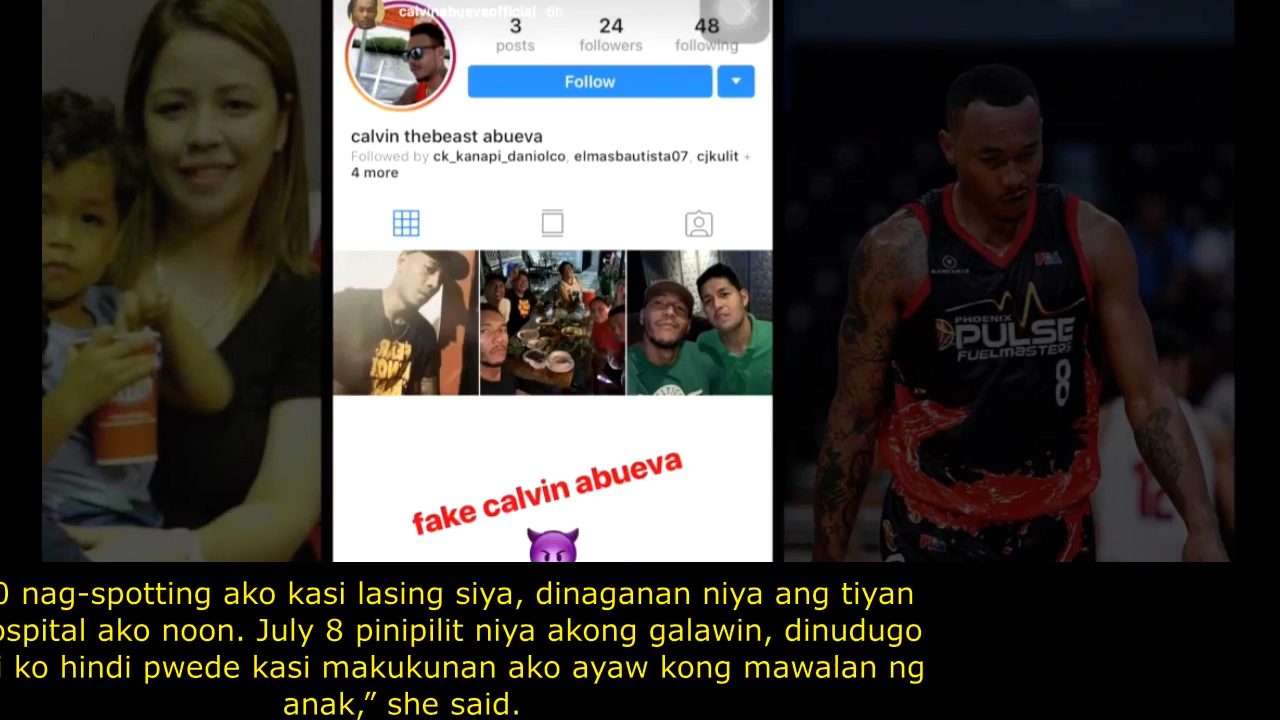 calvinabuevaofficial 6h
3 24 48
posts followers following
Follow
calvin thebeast abueva
Followed by ck_kanapi_daniolco, elmasbautista07, cjkulit +
4 more
fake calvin abueva
PHOENIX
PULSE
FUELMASTERS
8
0 nag-spotting ako kasi lasing siya, dinaganan niya ang tiyan
ospital ako noon. July 8 pinipilit niya akong galawin, dinudugo
i ko hindi pwede kasi makukunan ako ayaw kong mawalan ng
anak,” she said.